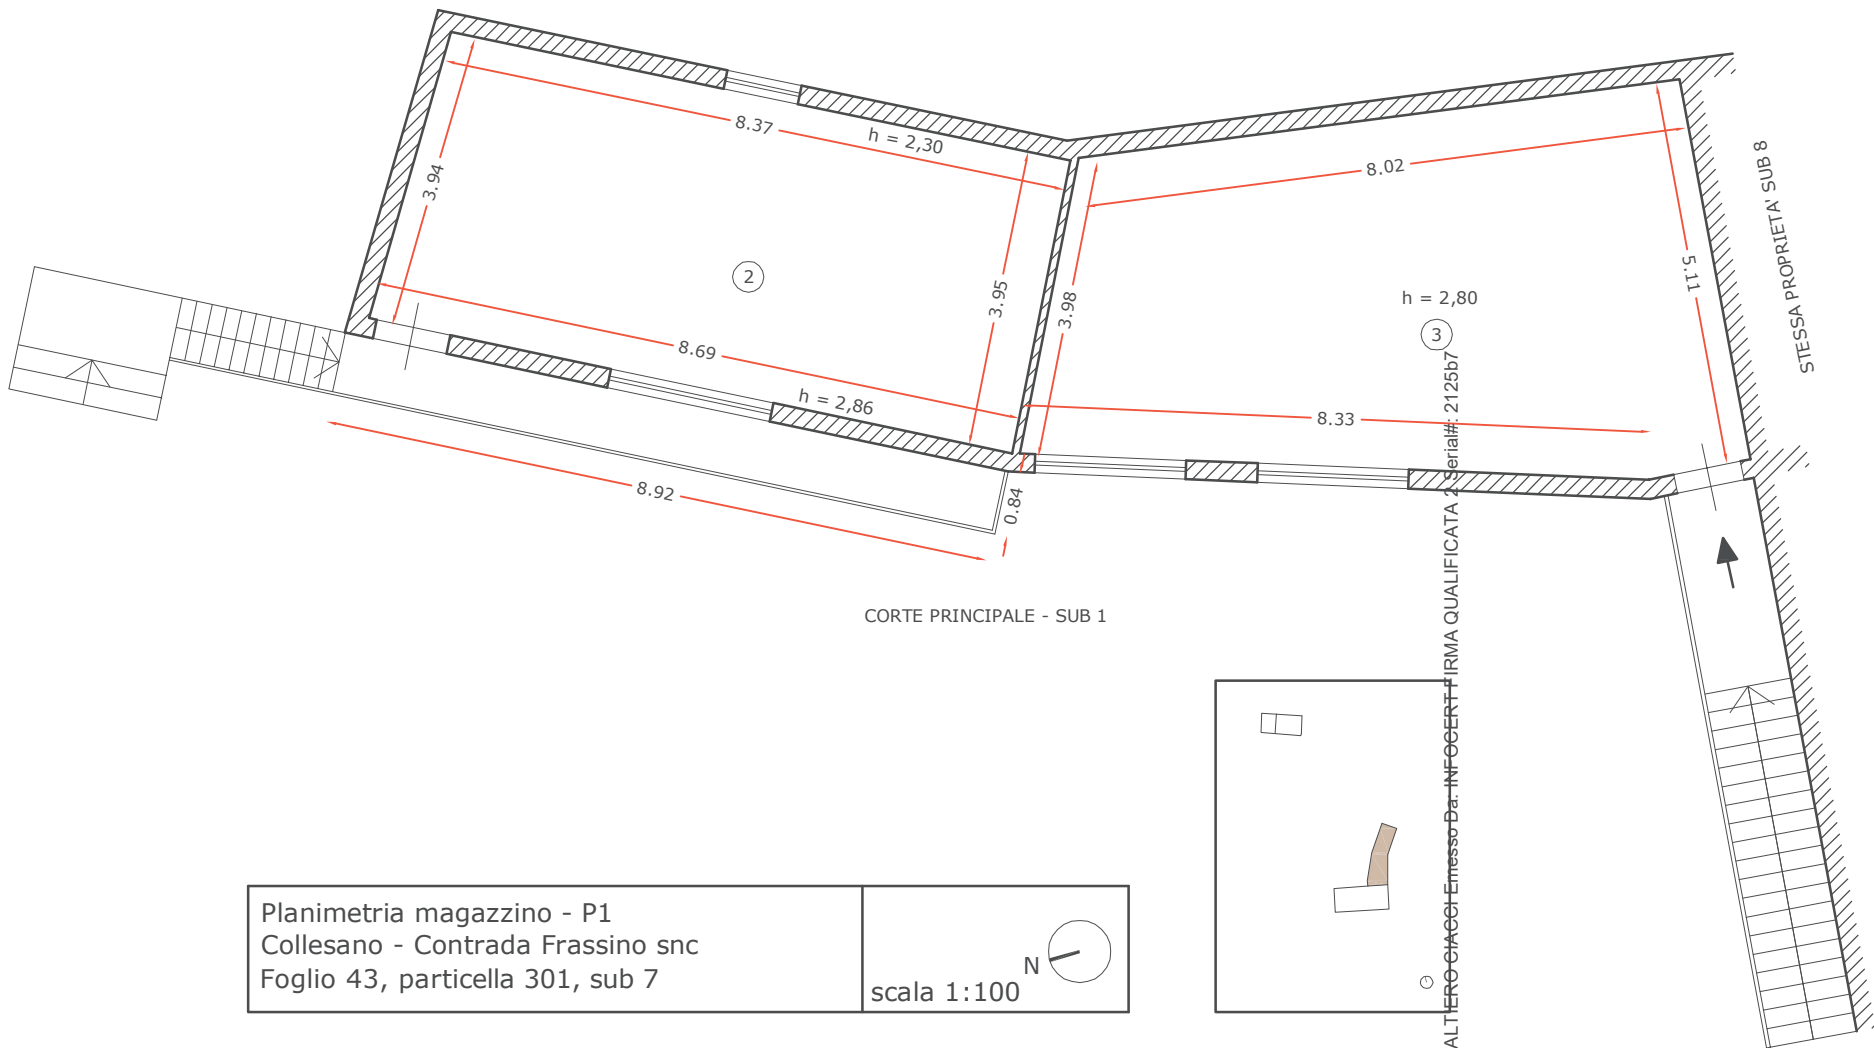 8.37
h = 2,30
3.94
8.02
STESSA PROPRIETA' SUB 8
2
3.95
3.98
5.11
h = 2,80
3
8.69
h = 2,86
8.33
8.92
0.84
CORTE PRINCIPALE - SUB 1
ALTIERO CIACCI Emesso Da: INFOCERT FIRMA QUALIFICATA 2 Serial#: 2125b7
Planimetria magazzino - P1
Collesano - Contrada Frassino snc
Foglio 43, particella 301, sub 7
N
scala 1:100